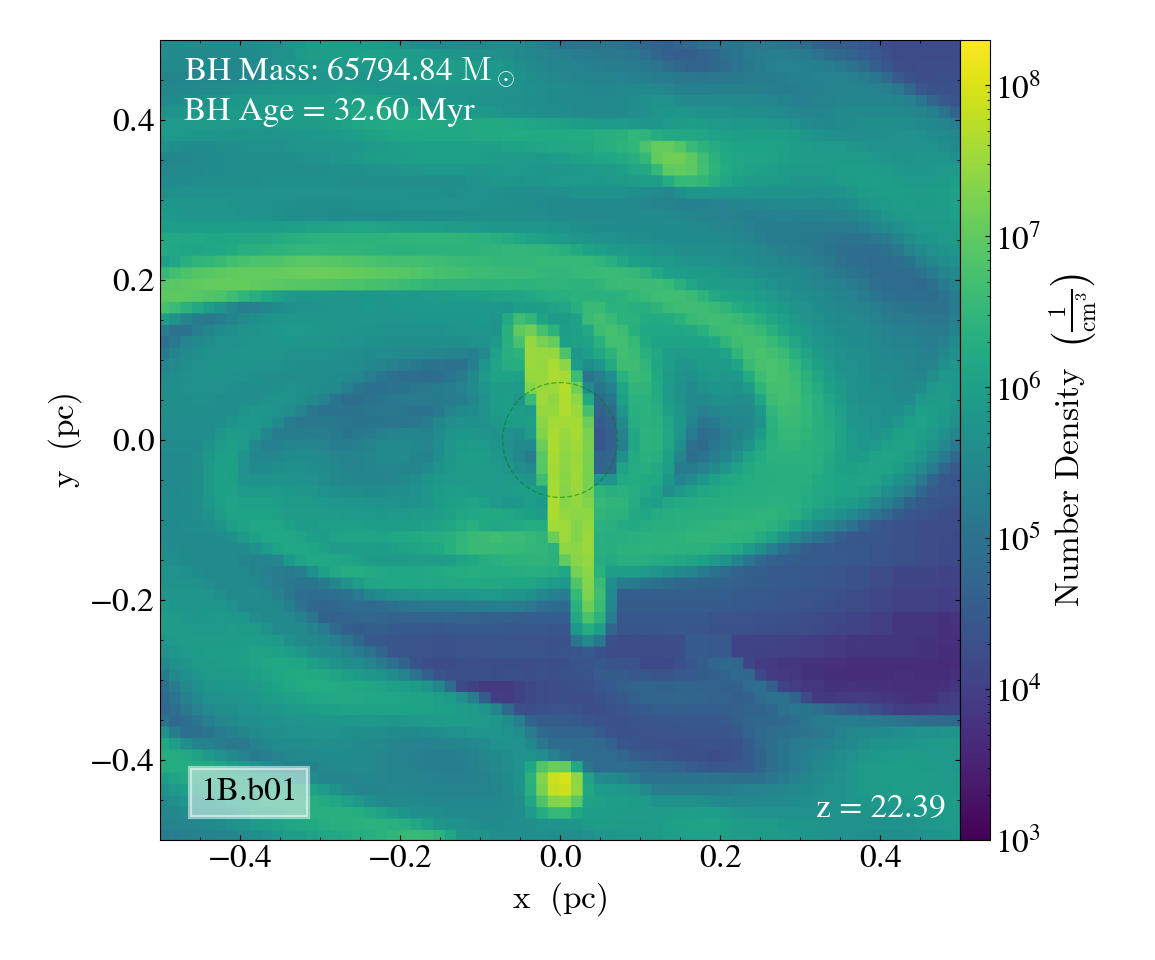 BH Mass: 65794.84 M⊙
BH Age = 32.60 Myr
0.4
0.2
0.0
−0.2
−0.4
y (pc)
1B.b01
z = 22.39
−0.4 −0.2 0.0 0.2 0.4
x (pc)
10⁸
10⁷
10⁶
10⁵
10⁴
10³
Number Density (1/cm³)